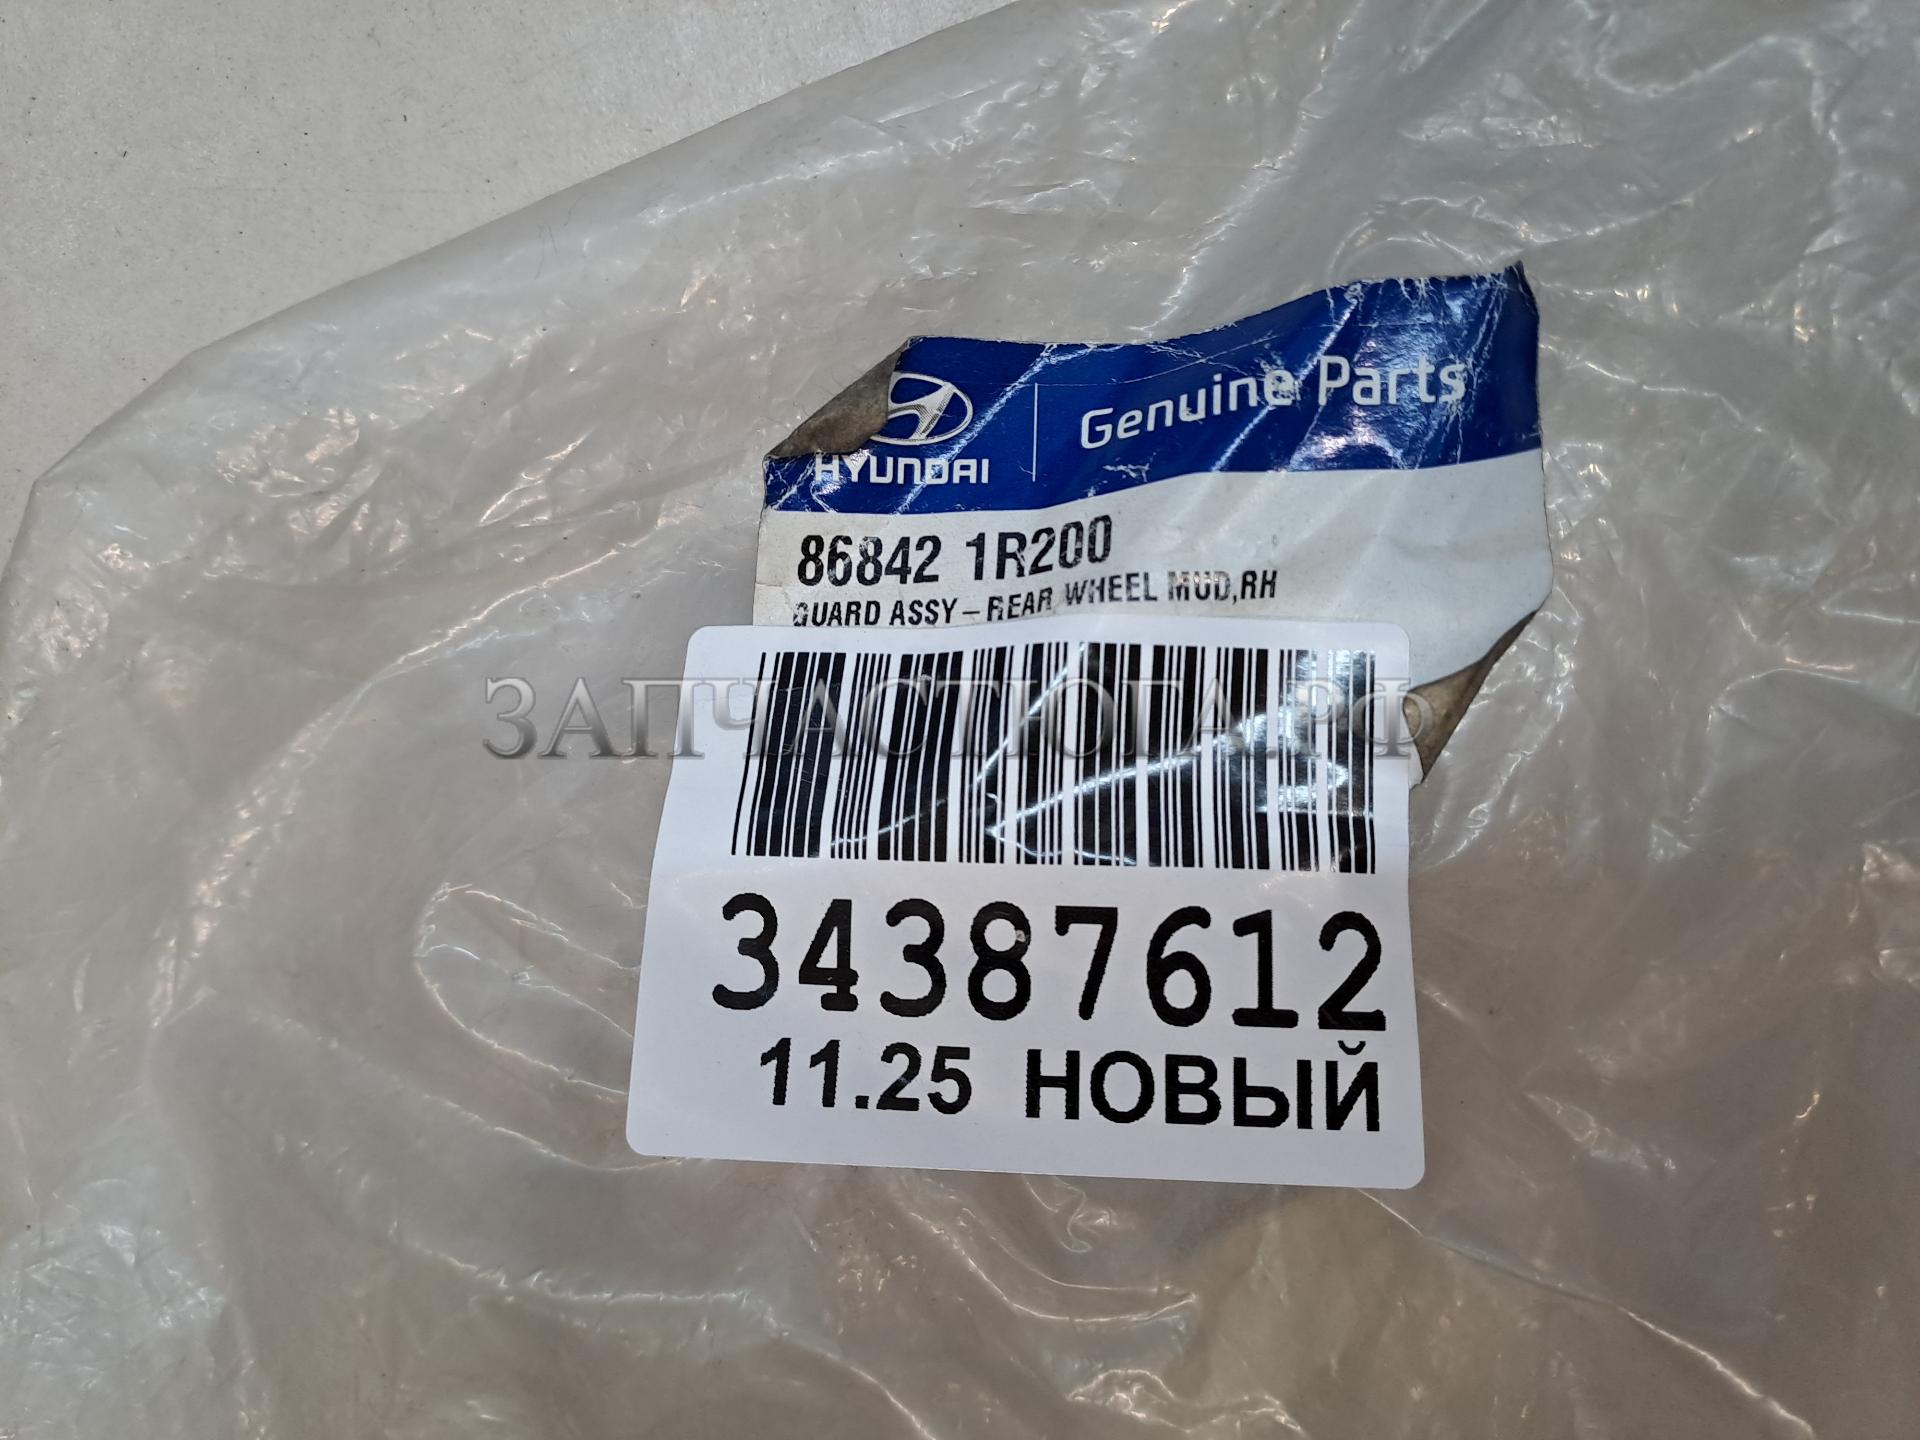 HYUNDAI
Genuine Parts
86842 1R200
GUARD ASSY-REAR WHEEL MUD,RH
ЗАПЧАСТЮГА.РФ
34387612
11.25 НОВЫЙ